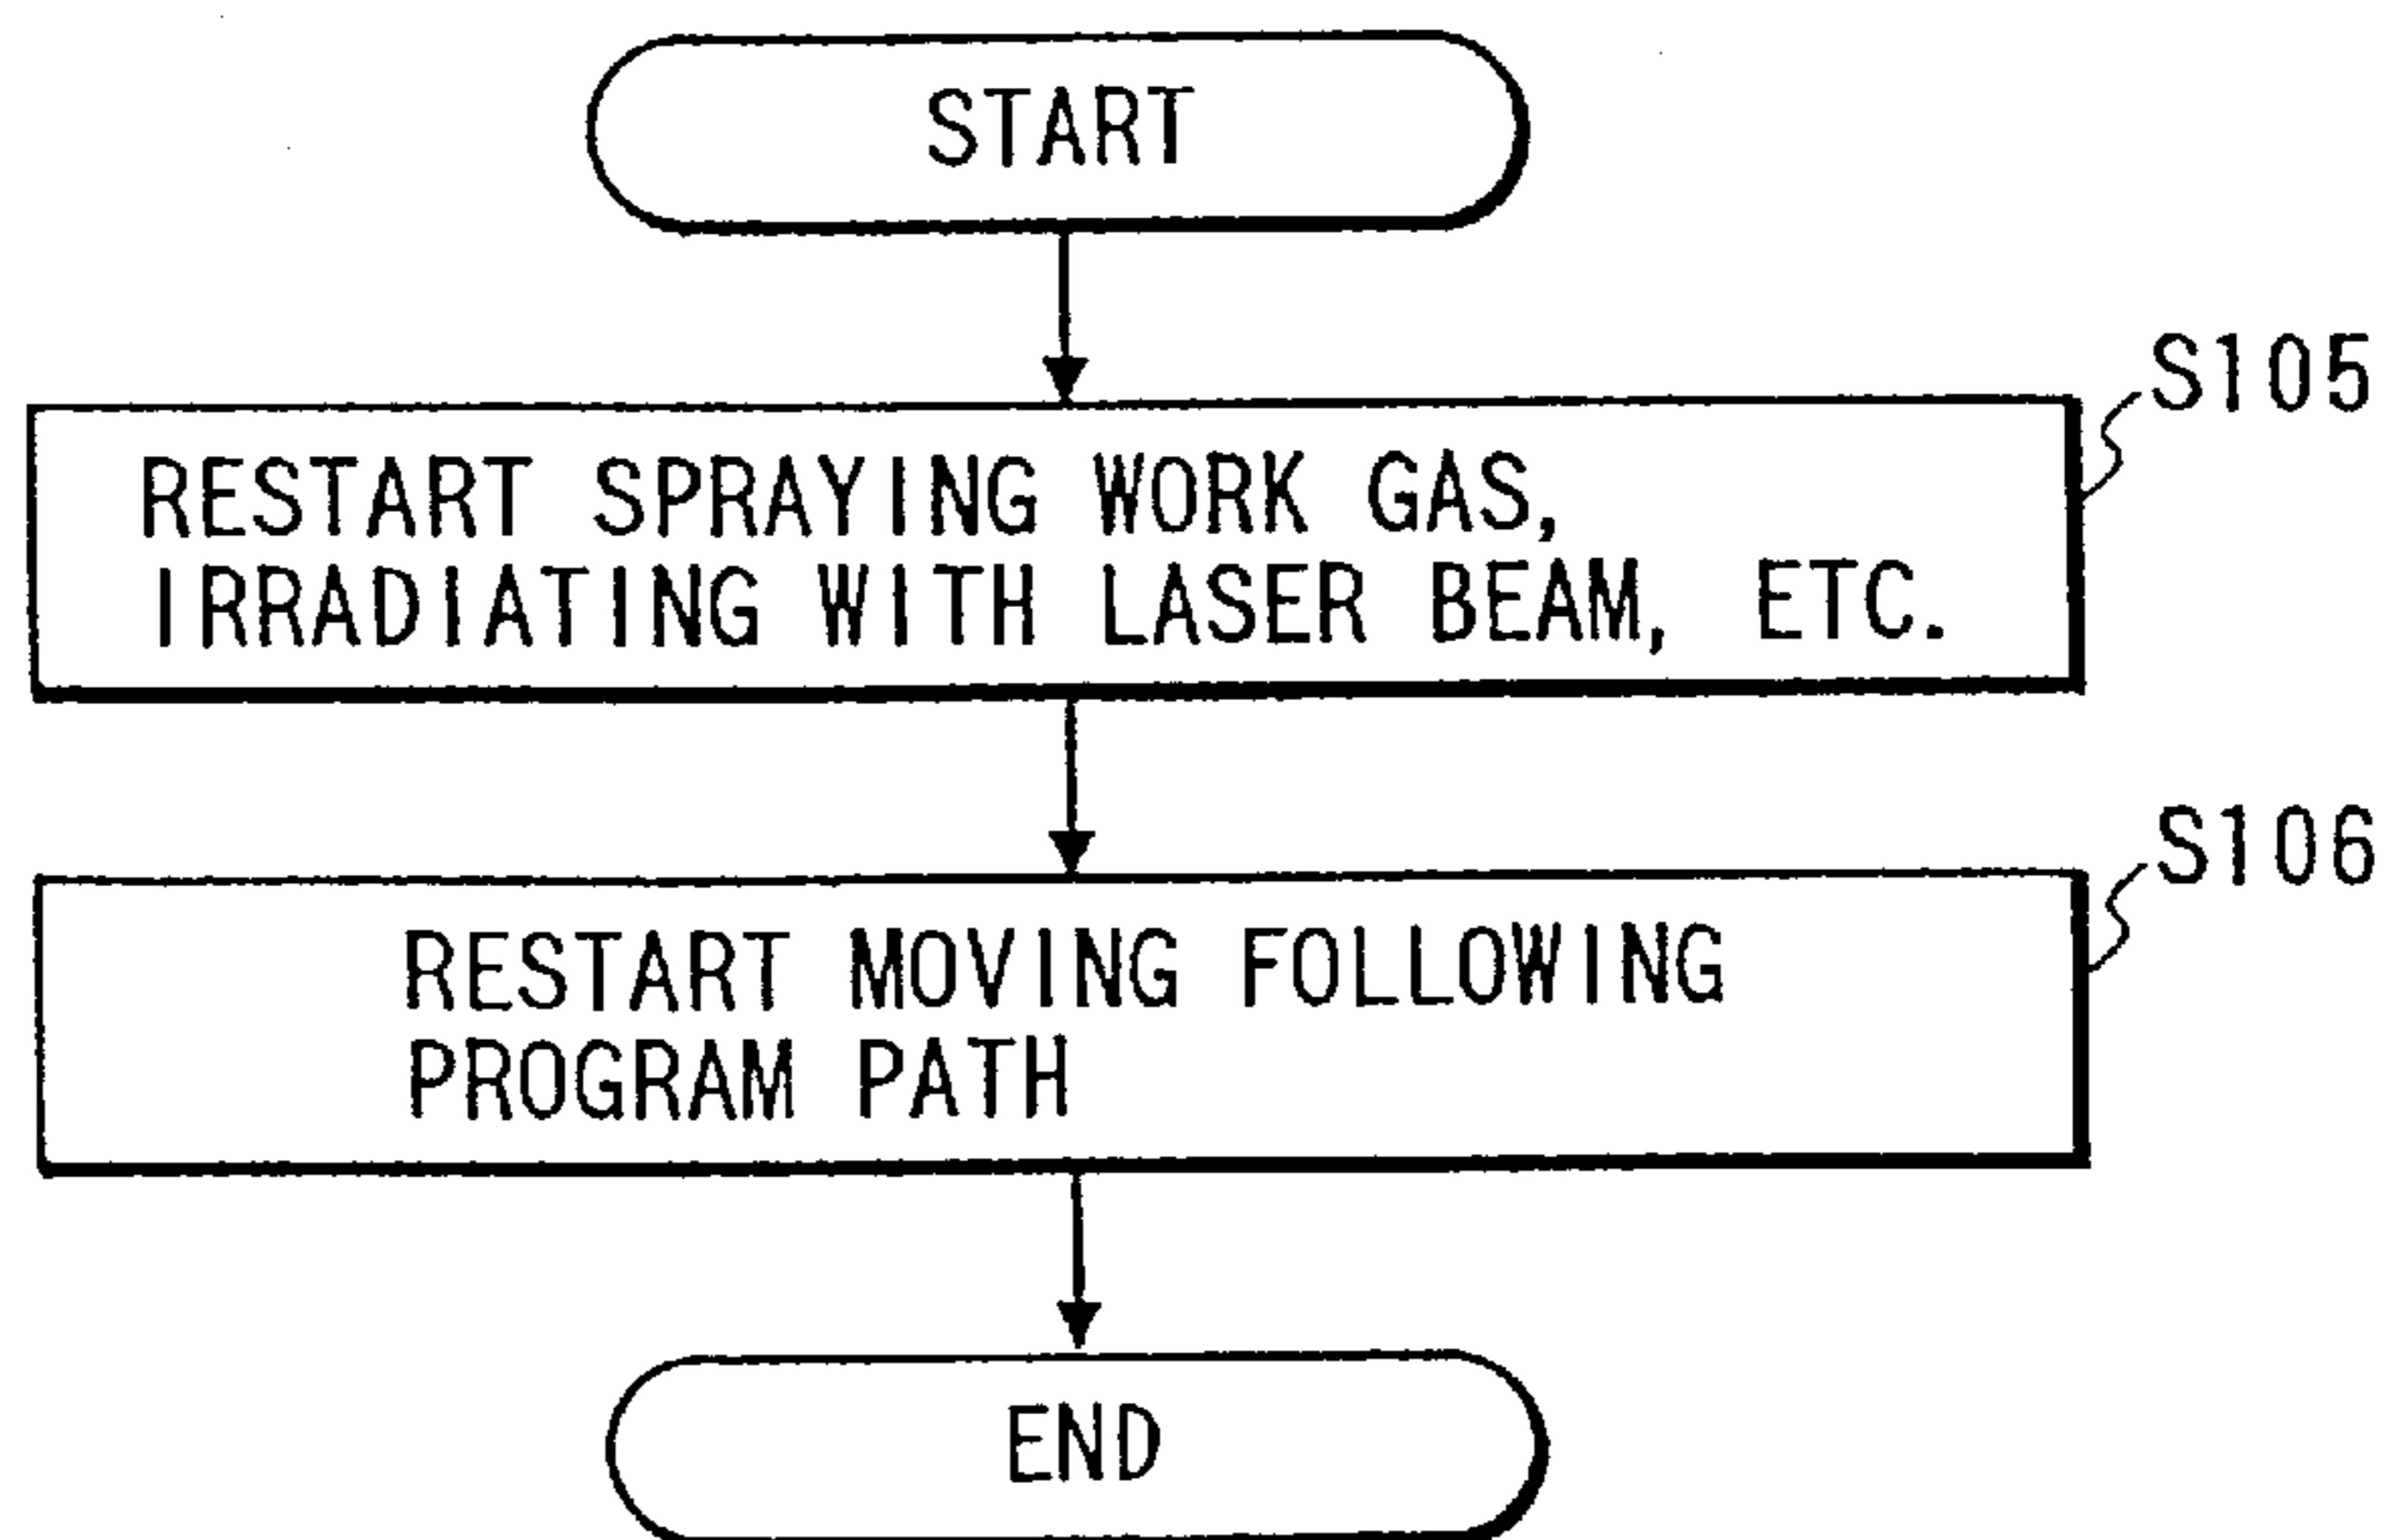 START
S105
RESTART SPRAYING WORK GAS,
IRRADIATING WITH LASER BEAM, ETC.
S106
RESTART MOVING FOLLOWING
PROGRAM PATH
END